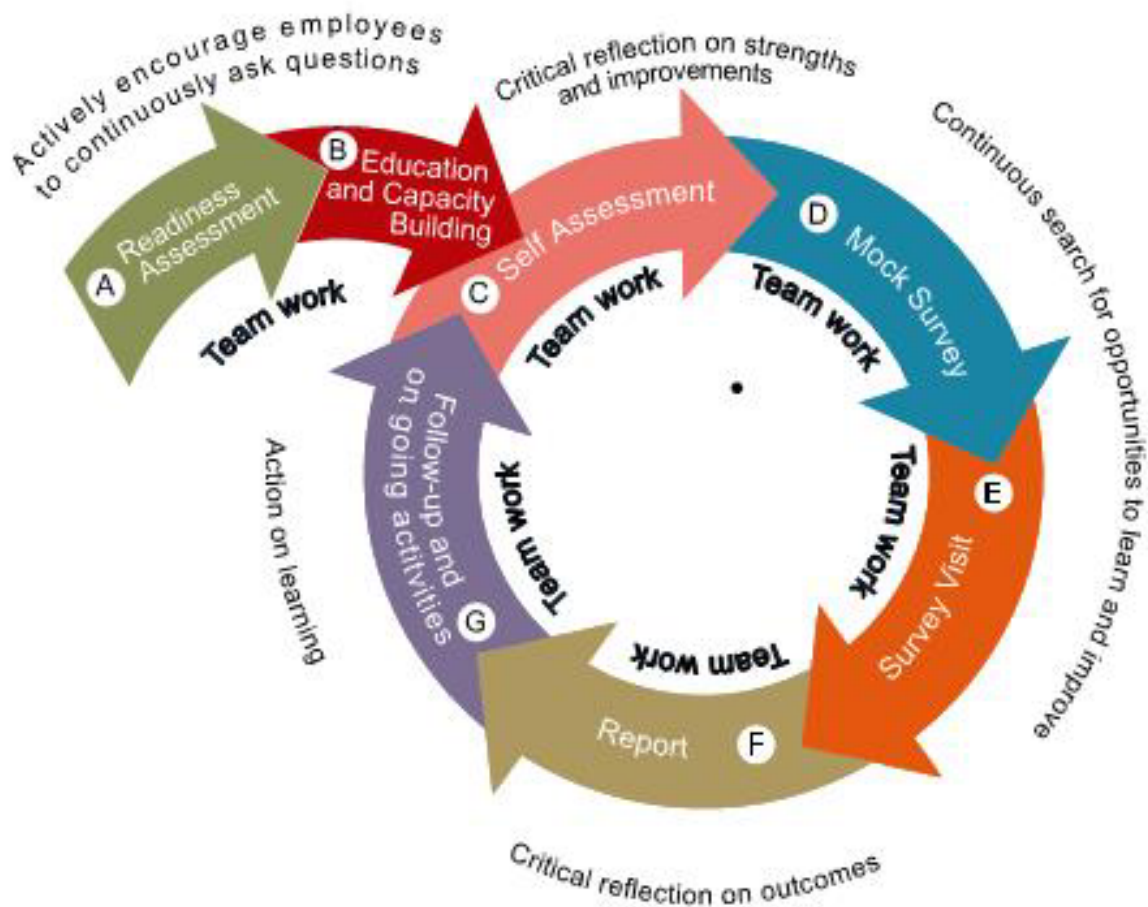 Actively encourage employees
to continuously ask questions
A
Readiness
Assessment
Team work
B
Education
and Capacity
Building
Critical reflection on strengths
and improvements
C
Self Assessment
Team work
D
Mock Survey
Team work
Continuous search for opportunities to learn and improve
E
Survey Visit
Team work
F
Report
Team work
Critical reflection on outcomes
G
Follow-up and
on going actitvities
Team work
Action on learning